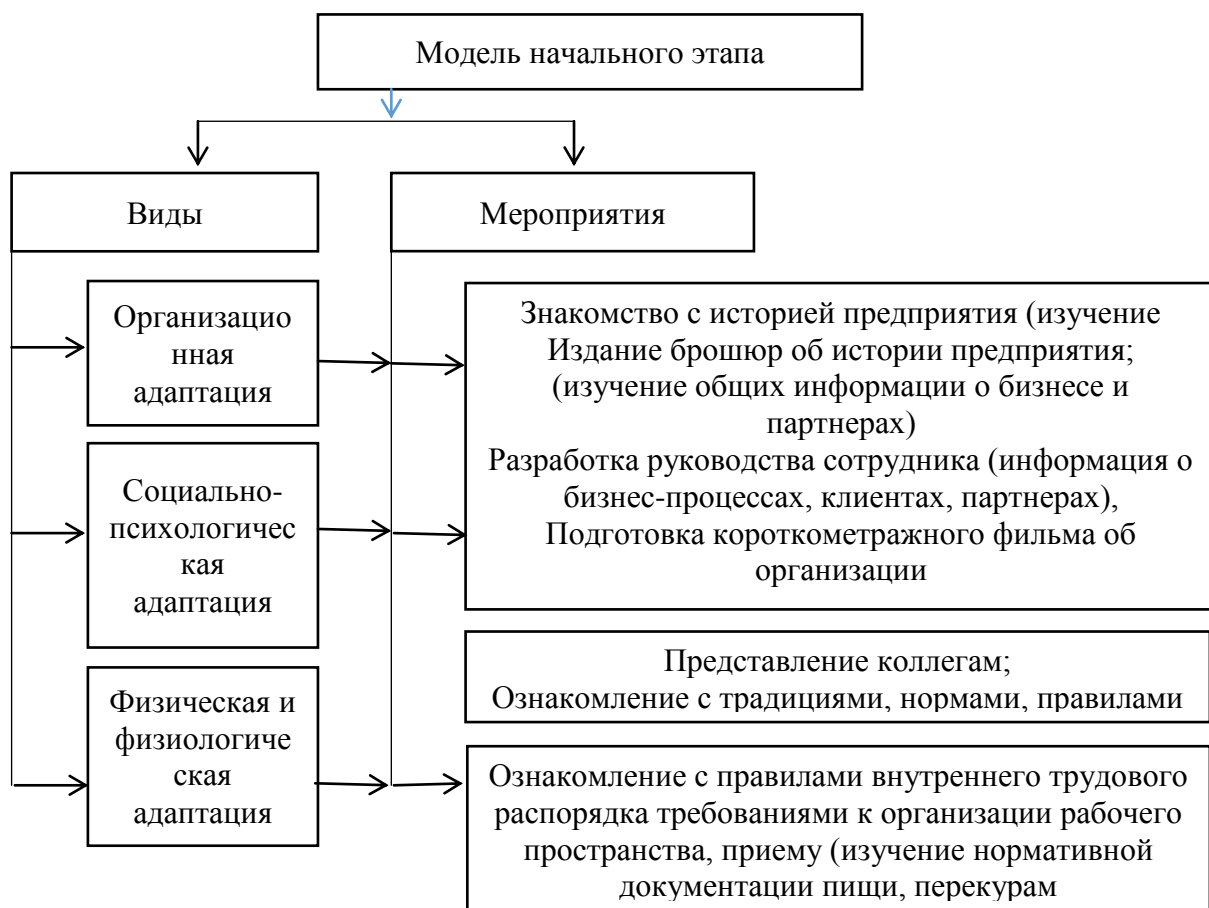 Модель начального этапа
Виды
Мероприятия
Организацио
нная
адаптация
Знакомство с историей предприятия (изучение
Издание брошюр об истории предприятия;
(изучение общих информации о бизнесе и
партнерах)
Разработка руководства сотрудника (информация о
бизнес-процессах, клиентах, партнерах),
Подготовка короткометражного фильма об
организации
Социально-
психологичес
кая
адаптация
Представление коллегам;
Ознакомление с традициями, нормами, правилами
Физическая и
физиологиче
ская
адаптация
Ознакомление с правилами внутреннего трудового
распорядка требованиями к организации рабочего
пространства, приему (изучение нормативной
документации пищи, перекурам